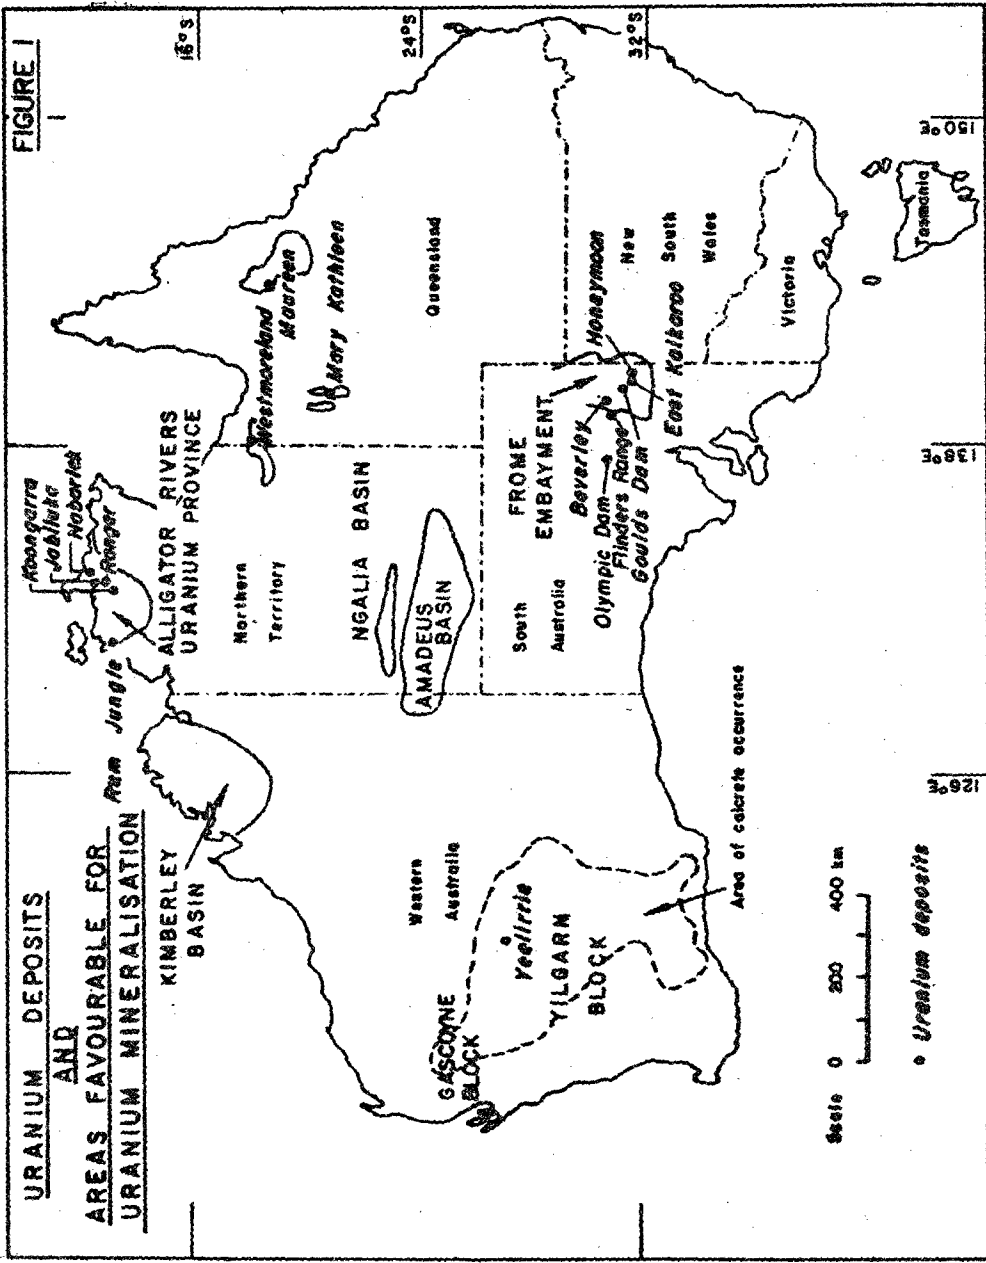 FIGURE 1
URANIUM DEPOSITS
AND
AREAS FAVOURABLE FOR
URANIUM MINERALISATION
16°S
24°S
32°S
126°E
138°E
150°E
KIMBERLEY
BASIN
Rum Jungle
Koongarra
Jabiluka
Nabarlek
Ranger
ALLIGATOR RIVERS
URANIUM PROVINCE
Northern
Territory
NGALIA BASIN
AMADEUS
BASIN
Westmoreland
Maureen
Mary Kathleen
Queensland
Western
Australia
GASCOYNE
BLOCK
Yeelirrie
YILGARN
BLOCK
Area of calcrete occurrence
South
Australia
FROME
EMBAYMENT
Beverley
Olympic Dam
Flinders Range
Goulds Dam
Honeymoon
East Kalkaroo
New
South
Wales
Victoria
Tasmania
Scale 0 200 400 km
Uranium deposits